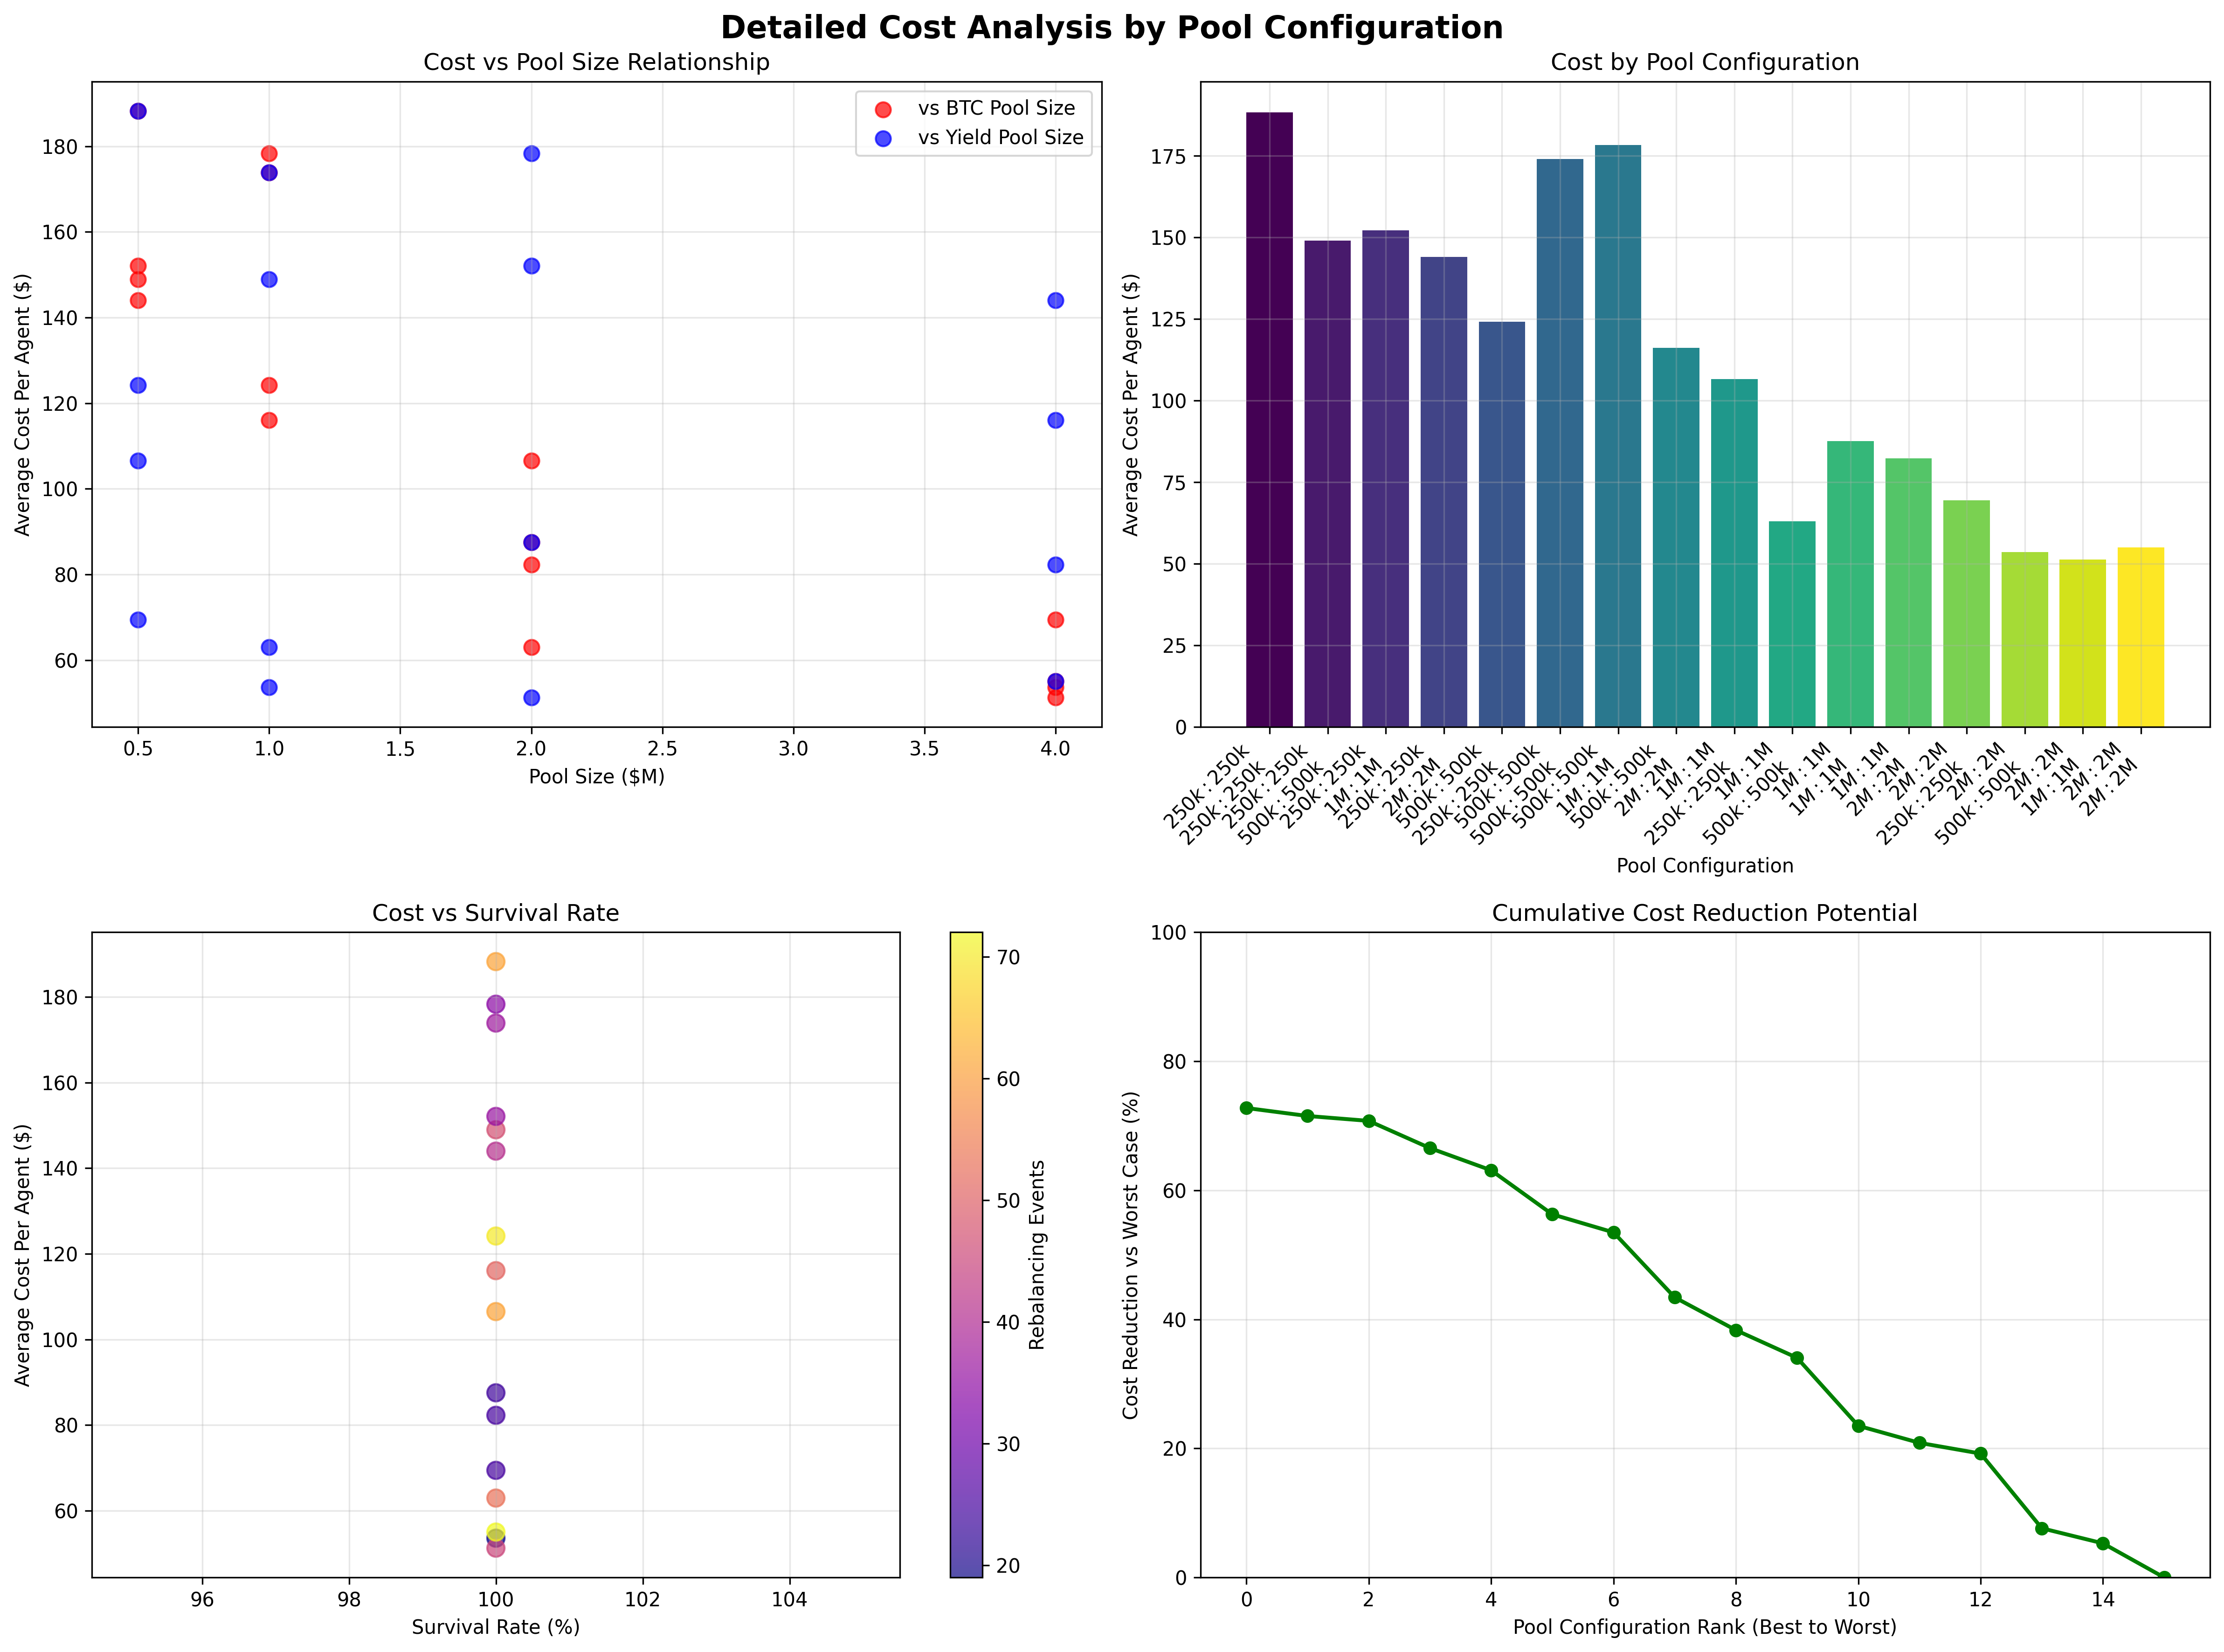 Detailed Cost Analysis by Pool Configuration
Cost vs Pool Size Relationship
vs BTC Pool Size
vs Yield Pool Size
180
160
140
120
100
80
60
Average Cost Per Agent ($)
0.5 1.0 1.5 2.0 2.5 3.0 3.5 4.0
Pool Size ($M)
Cost by Pool Configuration
175
150
125
100
75
50
25
0
Average Cost Per Agent ($)
250k:250k
250k:250k
250k:250k
500k:500k
250k:250k
1M:1M
250k:250k
2M:2M
500k:500k
250k:250k
500k:500k
500k:500k
500k:500k
1M:1M
500k:500k
2M:2M
1M:1M
250k:250k
1M:1M
500k:500k
1M:1M
1M:1M
1M:1M
2M:2M
2M:2M
250k:250k
2M:2M
500k:500k
2M:2M
1M:1M
2M:2M
2M:2M
Pool Configuration
Cost vs Survival Rate
180
160
140
120
100
80
60
Average Cost Per Agent ($)
96 98 100 102 104
Survival Rate (%)
70
60
50
40
30
20
Rebalancing Events
Cumulative Cost Reduction Potential
100
80
60
40
20
0
Cost Reduction vs Worst Case (%)
0 2 4 6 8 10 12 14
Pool Configuration Rank (Best to Worst)